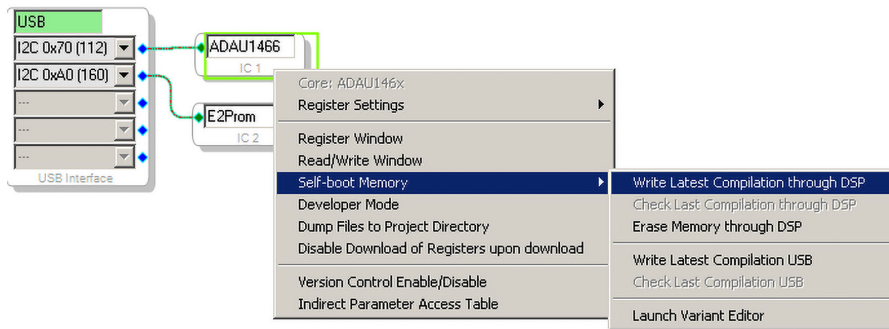 USB
I2C 0x70 (112)
I2C 0xA0 (160)
---
---
---
USB Interface
ADAU1466
IC 1
E2Prom
IC 2
Core: ADAU146x
Register Settings
Register Window
Read/Write Window
Self-boot Memory
Developer Mode
Dump Files to Project Directory
Disable Download of Registers upon download
Version Control Enable/Disable
Indirect Parameter Access Table
Write Latest Compilation through DSP
Check Last Compilation through DSP
Erase Memory through DSP
Write Latest Compilation USB
Check Last Compilation USB
Launch Variant Editor